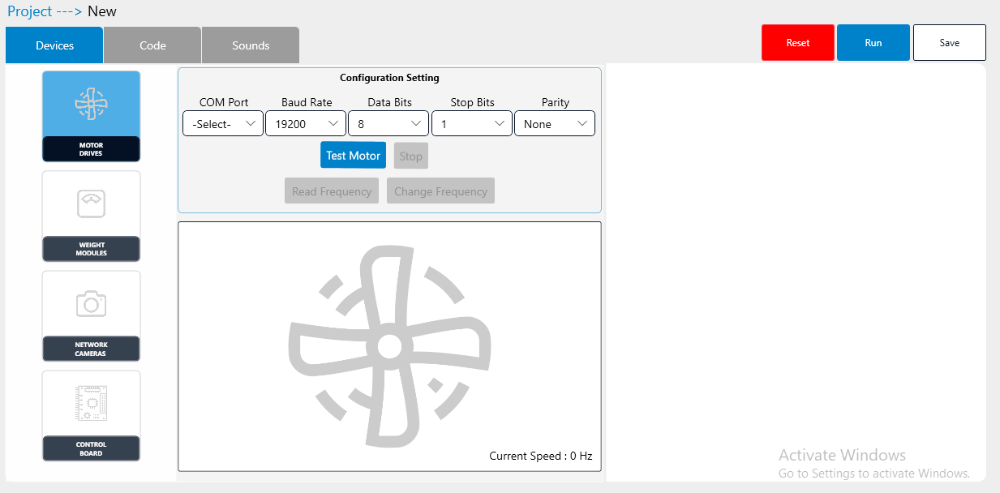 Project ---> New
Devices
Code
Sounds
Reset
Run
Save
MOTOR
DRIVES
WEIGHT
MODULES
NETWORK
CAMERAS
CONTROL
BOARD
Configuration Setting
COM Port
Baud Rate
Data Bits
Stop Bits
Parity
-Select-
19200
8
1
None
Test Motor
Stop
Read Frequency
Change Frequency
Current Speed : 0 Hz
Activate Windows
Go to Settings to activate Windows.